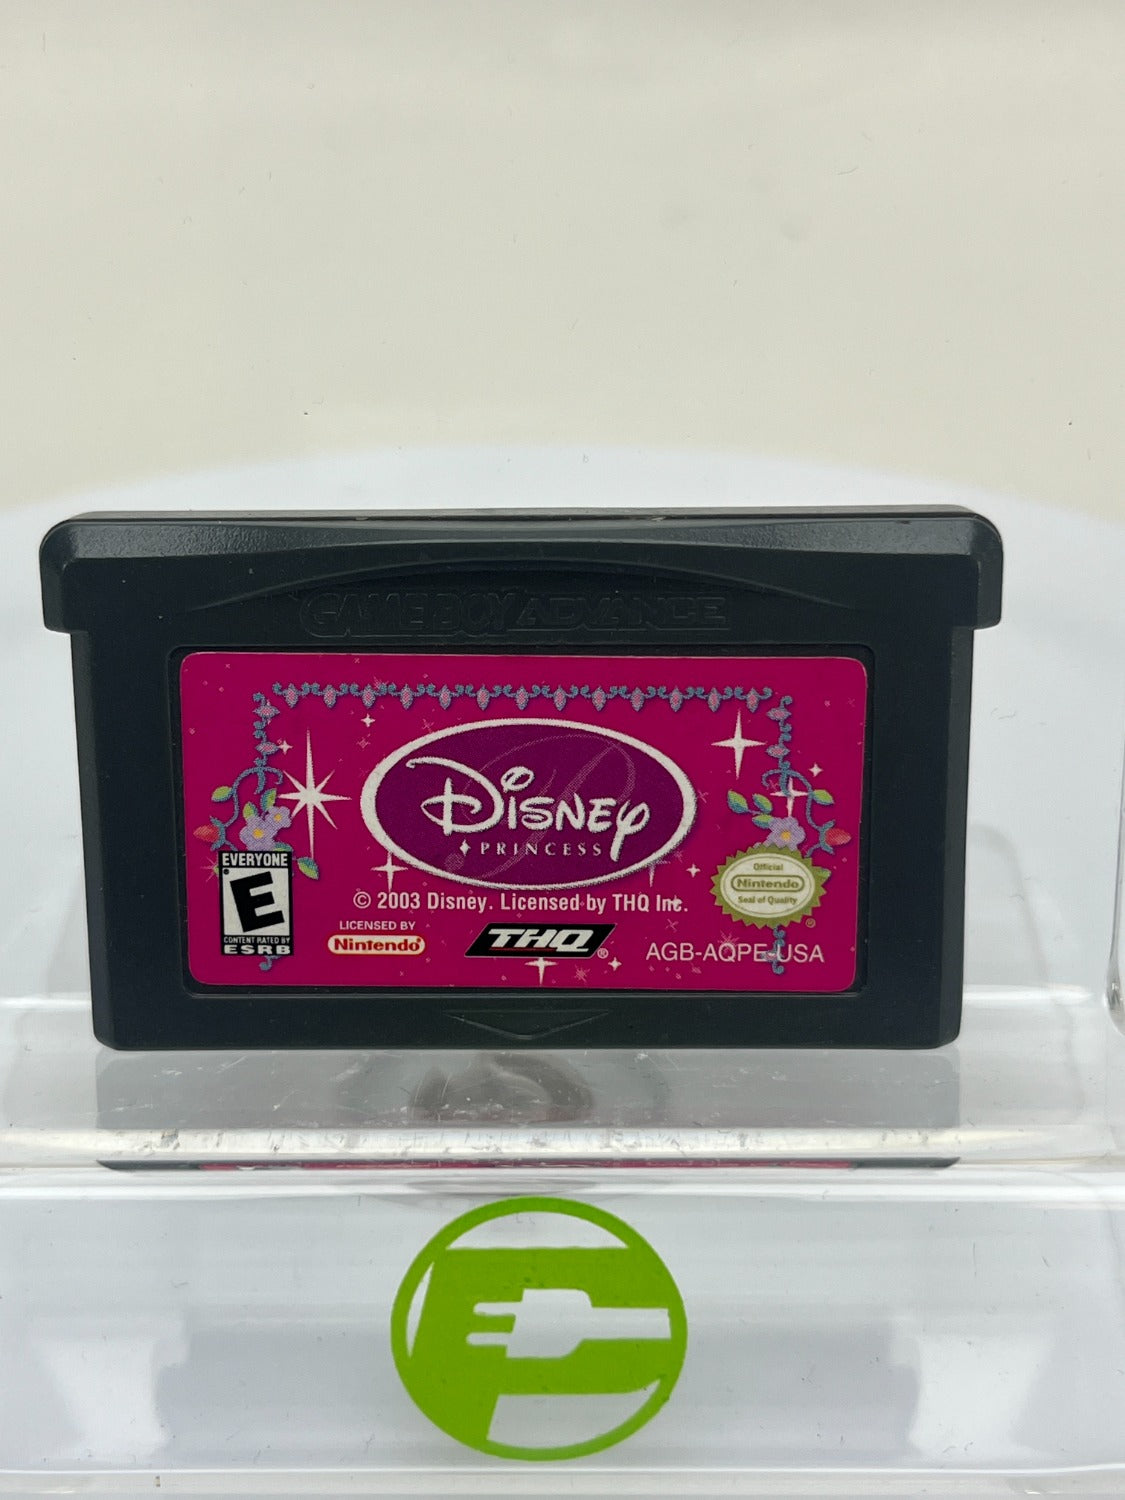 GAME BOY ADVANCE
Disney
PRINCESS
EVERYONE
E
CONTENT RATED BY
ESRB
© 2003 Disney. Licensed by THQ Inc.
LICENSED BY
Nintendo®
THQ®
Official
Nintendo
Seal of Quality
®
AGB-AQPE-USA